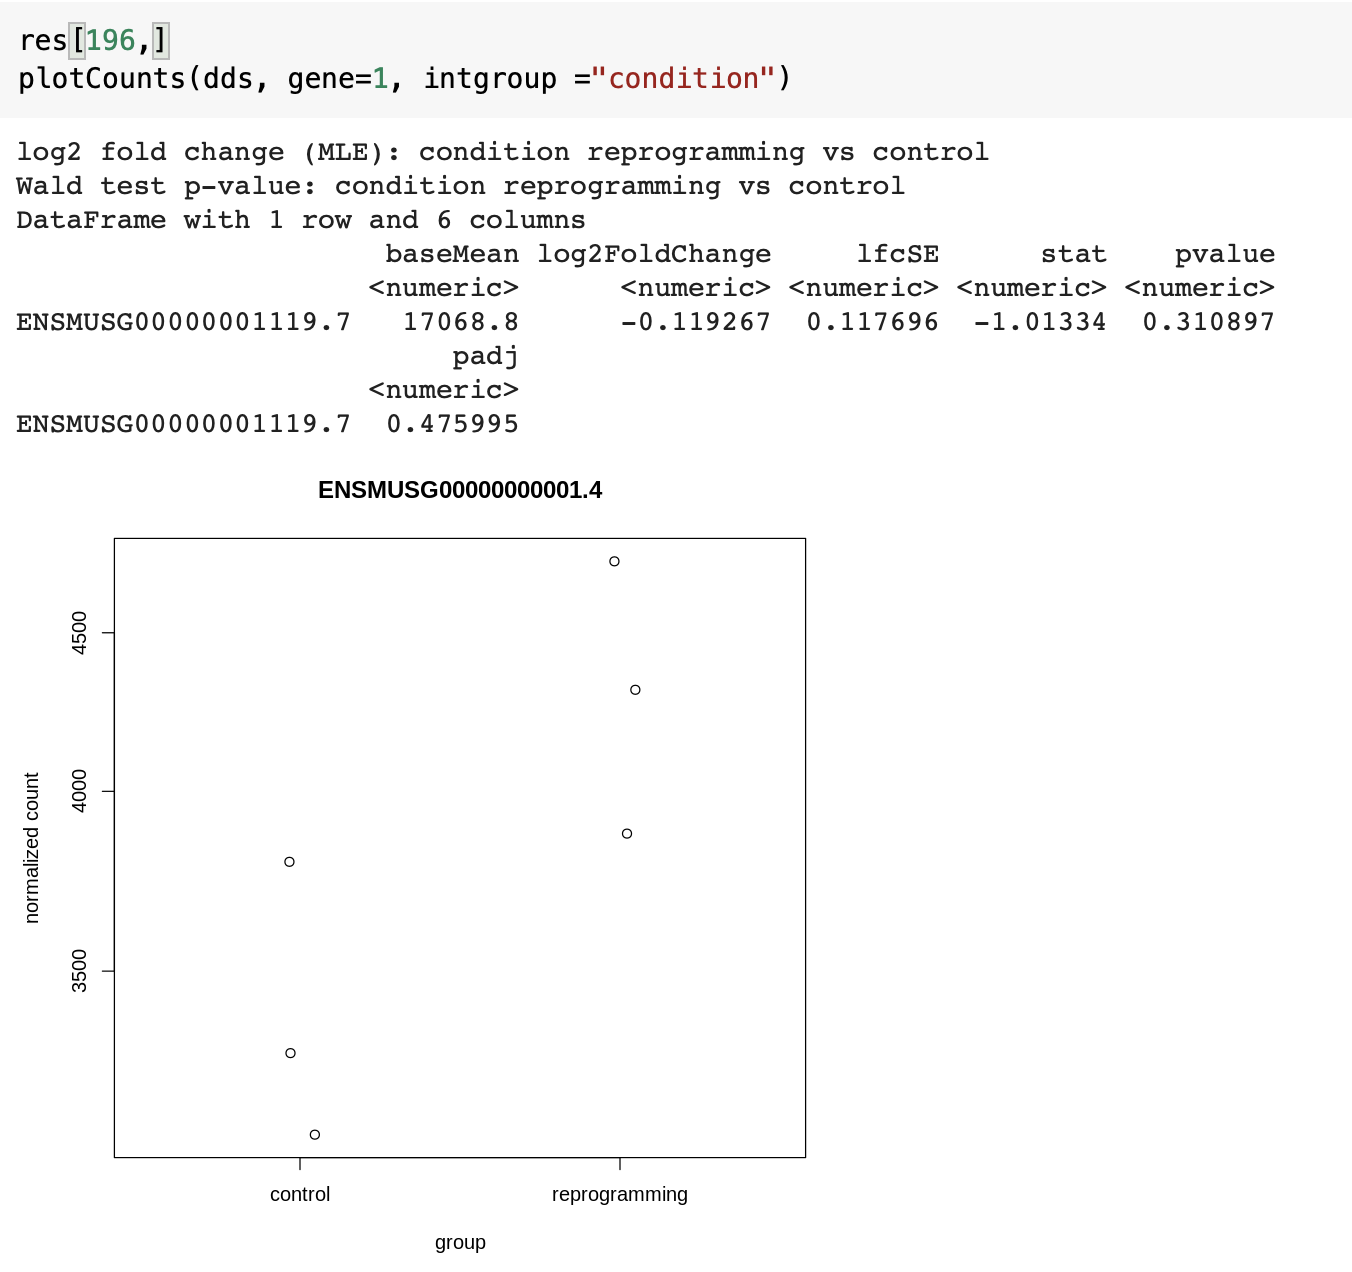 res[196,]
plotCounts(dds, gene=1, intgroup ="condition")
log2 fold change (MLE): condition reprogramming vs control
Wald test p-value: condition reprogramming vs control
DataFrame with 1 row and 6 columns
baseMean log2FoldChange lfcSE stat pvalue
<numeric> <numeric> <numeric> <numeric> <numeric>
ENSMUSG00000001119.7 17068.8 -0.119267 0.117696 -1.01334 0.310897
padj
<numeric>
ENSMUSG00000001119.7 0.475995
ENSMUSG00000000001.4
4500
4000
3500
normalized count
control reprogramming
group